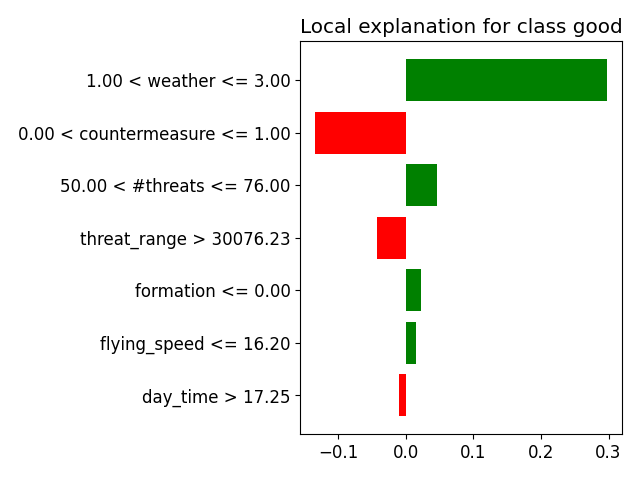 Local explanation for class good
1.00 < weather <= 3.00
0.00 < countermeasure <= 1.00
50.00 < #threats <= 76.00
threat_range > 30076.23
formation <= 0.00
flying_speed <= 16.20
day_time > 17.25
−0.1 0.0 0.1 0.2 0.3